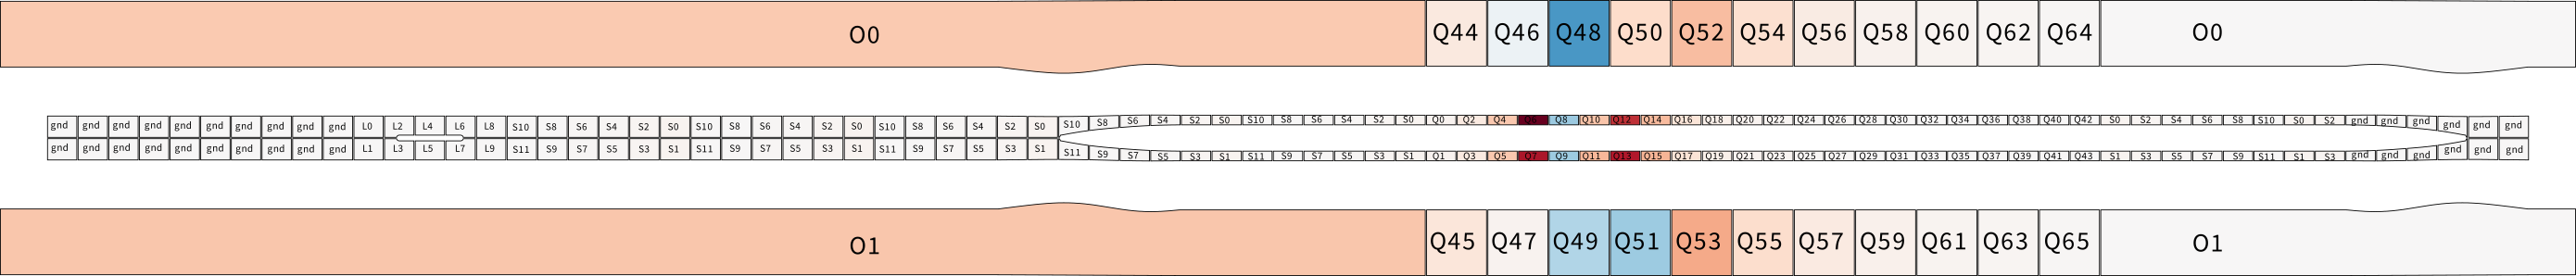 O0 Q44 Q46 Q48 Q50 Q52 Q54 Q56 Q58 Q60 Q62 Q64 O0
gnd gnd gnd gnd gnd gnd gnd gnd gnd gnd L0 L2 L4 L6 L8 S10 S8 S6 S4 S2 S0 S10 S8 S6 S4 S2 S0 S10 S8 S6 S4 S2 S0 S10 S8 S6 S4 S2 S0 S10 S8 S6 S4 S2 S0 Q0 Q2 Q4 Q6 Q8 Q10 Q12 Q14 Q16 Q18 Q20 Q22 Q24 Q26 Q28 Q30 Q32 Q34 Q36 Q38 Q40 Q42 S0 S2 S4 S6 S8 S10 S0 S2 gnd gnd gnd gnd gnd gnd
gnd gnd gnd gnd gnd gnd gnd gnd gnd gnd L1 L3 L5 L7 L9 S11 S9 S7 S5 S3 S1 S11 S9 S7 S5 S3 S1 S11 S9 S7 S5 S3 S1 S11 S9 S7 S5 S3 S1 S11 S9 S7 S5 S3 S1 Q1 Q3 Q5 Q7 Q9 Q11 Q13 Q15 Q17 Q19 Q21 Q23 Q25 Q27 Q29 Q31 Q33 Q35 Q37 Q39 Q41 Q43 S1 S3 S5 S7 S9 S11 S1 S3 gnd gnd gnd gnd gnd gnd
O1 Q45 Q47 Q49 Q51 Q53 Q55 Q57 Q59 Q61 Q63 Q65 O1